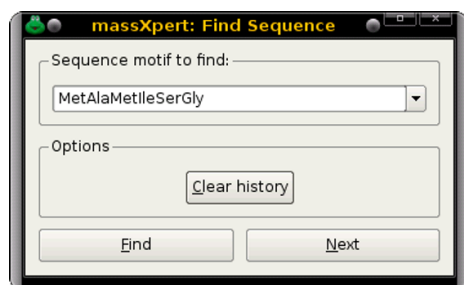 massXpert: Find Sequence
Sequence motif to find:
MetAlaMetIleSerGly
Options
Clear history
Find
Next